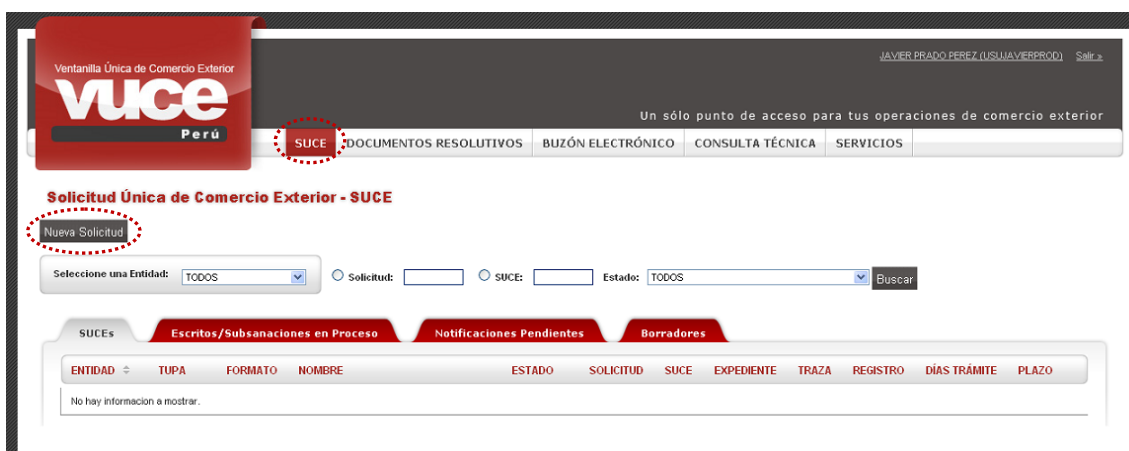 JAVIER PRADO PEREZ (USUJAVIERPROD) Salir »
Ventanilla Única de Comercio Exterior
vuce
Perú
Un sólo punto de acceso para tus operaciones de comercio exterior
SUCE DOCUMENTOS RESOLUTIVOS BUZÓN ELECTRÓNICO CONSULTA TÉCNICA SERVICIOS
Solicitud Única de Comercio Exterior - SUCE
Nueva Solicitud
Seleccione una Entidad: TODOS Solicitud: SUCE: Estado: TODOS Buscar
SUCEs Escritos/Subsanaciones en Proceso Notificaciones Pendientes Borradores
ENTIDAD TUPA FORMATO NOMBRE ESTADO SOLICITUD SUCE EXPEDIENTE TRAZA REGISTRO DÍAS TRÁMITE PLAZO
No hay informacion a mostrar.